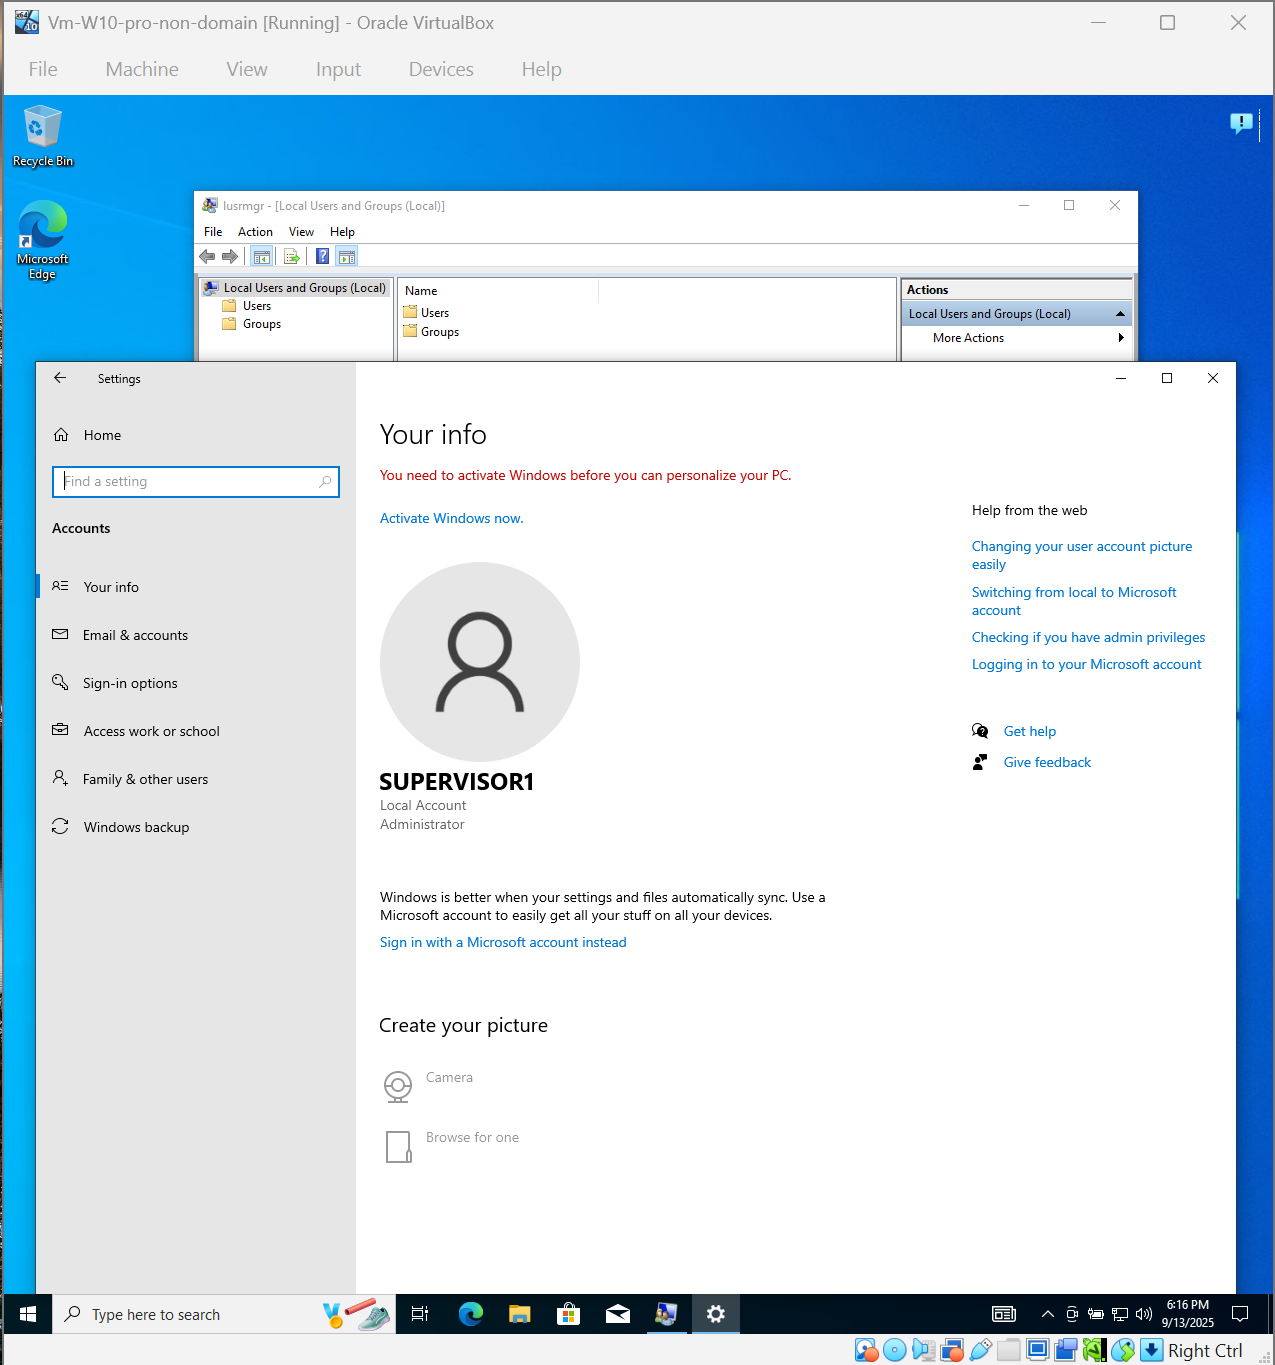 Vm-W10-pro-non-domain [Running] - Oracle VirtualBox
File Machine View Input Devices Help
Recycle Bin
Microsoft
Edge
lusrmgr - [Local Users and Groups (Local)]
File Action View Help
Local Users and Groups (Local)
Users
Groups
Name
Users
Groups
Actions
Local Users and Groups (Local)
More Actions
Settings
Home
Find a setting
Accounts
Your info
Email & accounts
Sign-in options
Access work or school
Family & other users
Windows backup
Your info
You need to activate Windows before you can personalize your PC.
Activate Windows now.
SUPERVISOR1
Local Account
Administrator
Windows is better when your settings and files automatically sync. Use a
Microsoft account to easily get all your stuff on all your devices.
Sign in with a Microsoft account instead
Create your picture
Camera
Browse for one
Help from the web
Changing your user account picture
easily
Switching from local to Microsoft
account
Checking if you have admin privileges
Logging in to your Microsoft account
Get help
Give feedback
Type here to search
6:16 PM
9/13/2025
Right Ctrl